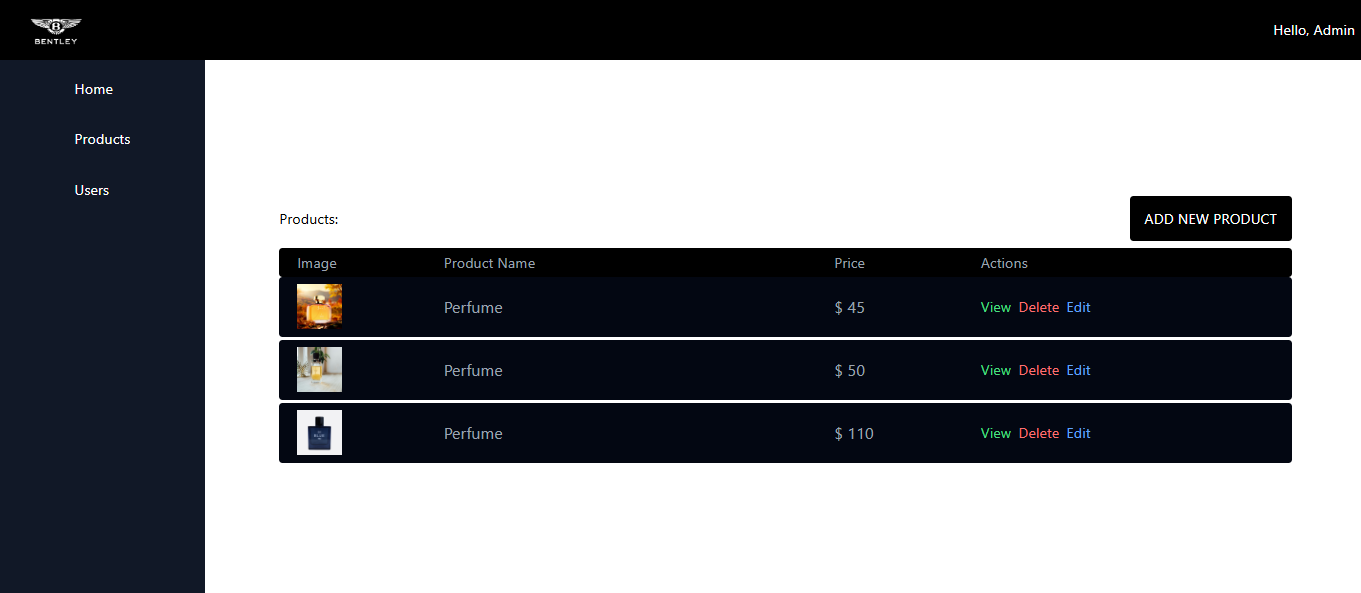 BENTLEY
Hello, Admin
Home
Products
Users
Products:
ADD NEW PRODUCT
Image Product Name Price Actions
Perfume $ 45 View Delete Edit
Perfume $ 50 View Delete Edit
Perfume $ 110 View Delete Edit